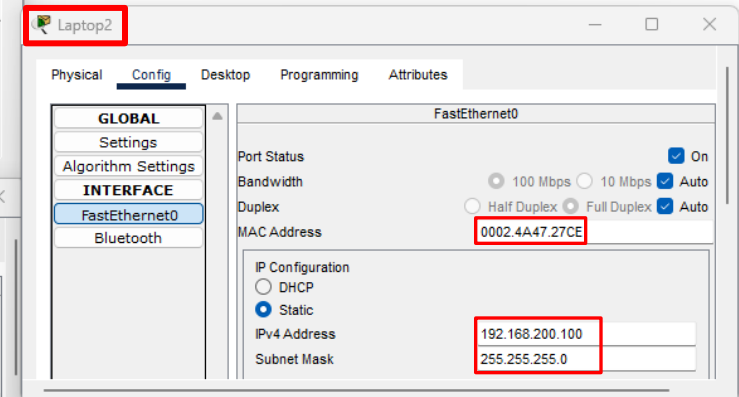 Laptop2
Physical Config Desktop Programming Attributes
GLOBAL
Settings
Algorithm Settings
INTERFACE
FastEthernet0
Bluetooth
FastEthernet0
Port Status On
Bandwidth 100 Mbps 10 Mbps Auto
Duplex Half Duplex Full Duplex Auto
MAC Address 0002.4A47.27CE
IP Configuration
DHCP
Static
IPv4 Address 192.168.200.100
Subnet Mask 255.255.255.0